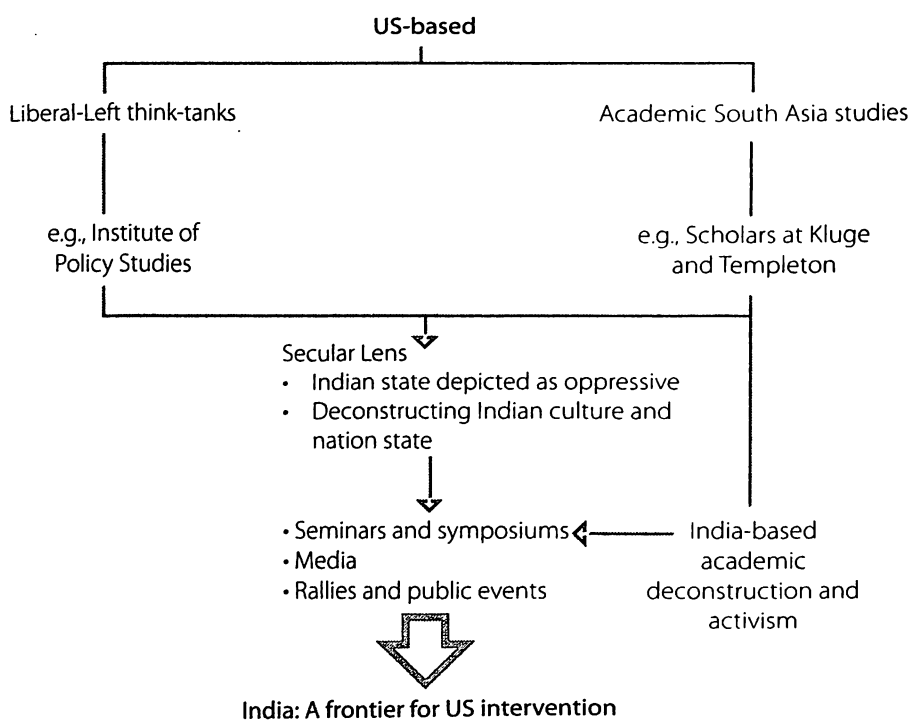 US-based
Liberal-Left think-tanks
Academic South Asia studies
e.g., Institute of
Policy Studies
e.g., Scholars at Kluge
and Templeton
Secular Lens
• Indian state depicted as oppressive
• Deconstructing Indian culture and
nation state
• Seminars and symposiums
• Media
• Rallies and public events
India-based
academic
deconstruction and
activism
India: A frontier for US intervention